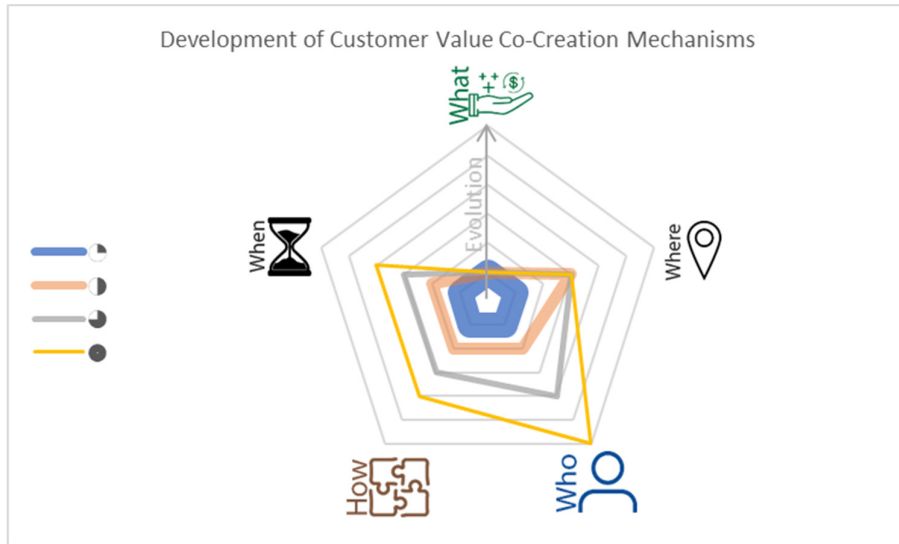 Development of Customer Value Co-Creation Mechanisms
What
Evolution
When
Where
How
Who